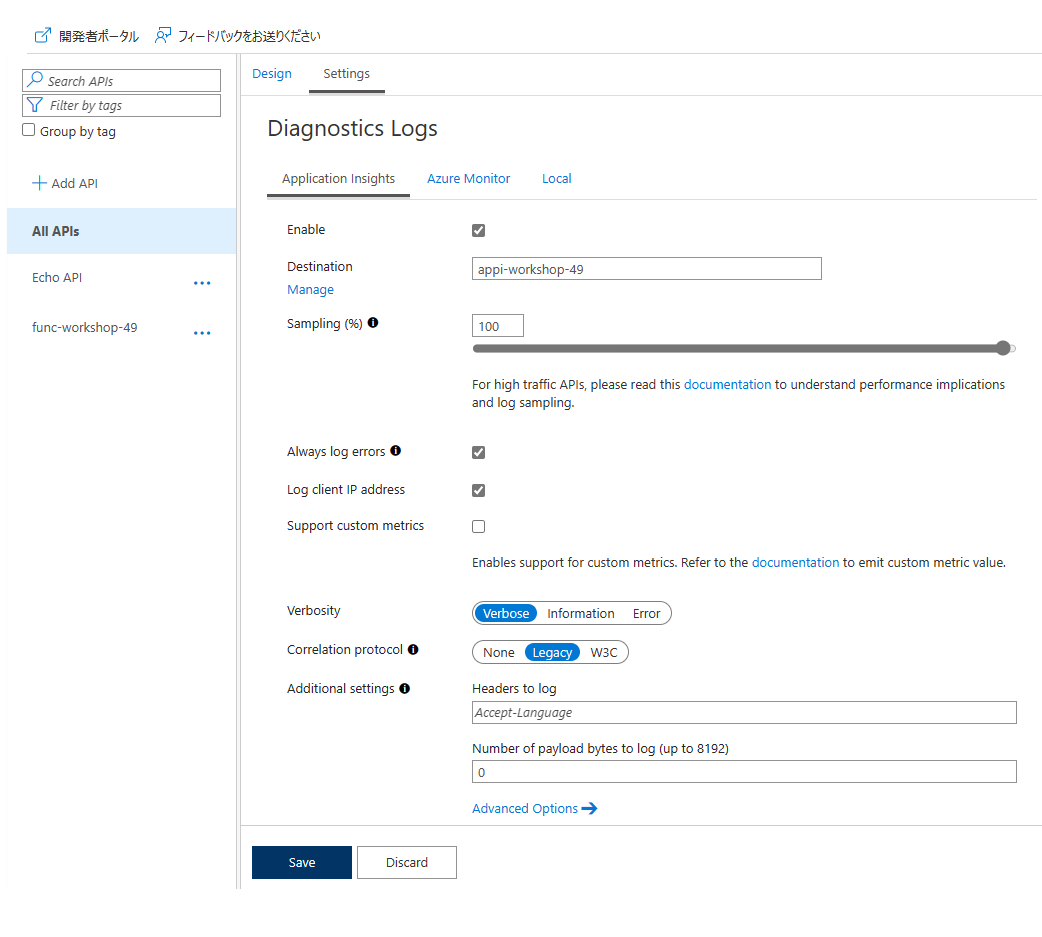 開発者ポータル フィードバックをお送りください
Search APIs
Filter by tags
Group by tag
Add API
All APIs
Echo API
func-workshop-49
Design Settings
Diagnostics Logs
Application Insights Azure Monitor Local
Enable
Destination appi-workshop-49
Manage
Sampling (%) 100
For high traffic APIs, please read this documentation to understand performance implications
and log sampling.
Always log errors
Log client IP address
Support custom metrics
Enables support for custom metrics. Refer to the documentation to emit custom metric value.
Verbosity Verbose Information Error
Correlation protocol None Legacy W3C
Additional settings Headers to log
Accept-Language
Number of payload bytes to log (up to 8192)
0
Advanced Options
Save Discard